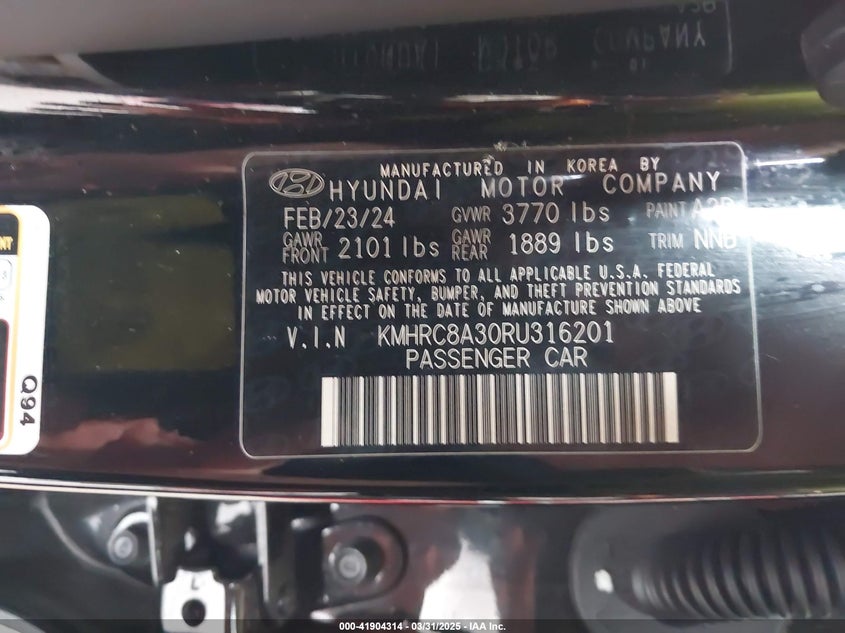 MANUFACTURED IN KOREA BY
HYUNDAI MOTOR COMPANY
FEB/23/24 GVWR 3770 lbs PAINT
GAWR FRONT 2101 lbs GAWR REAR 1889 lbs TRIM NNB
THIS VEHICLE CONFORMS TO ALL APPLICABLE U.S.A. FEDERAL
MOTOR VEHICLE SAFETY, BUMPER, AND THEFT PREVENTION STANDARDS
IN EFFECT ON THE DATE OF MANUFACTURE SHOWN ABOVE
V.I.N KMHRC8A30RU316201
PASSENGER CAR
Q94
000-41904314 - 03/31/2025 - IAA Inc.